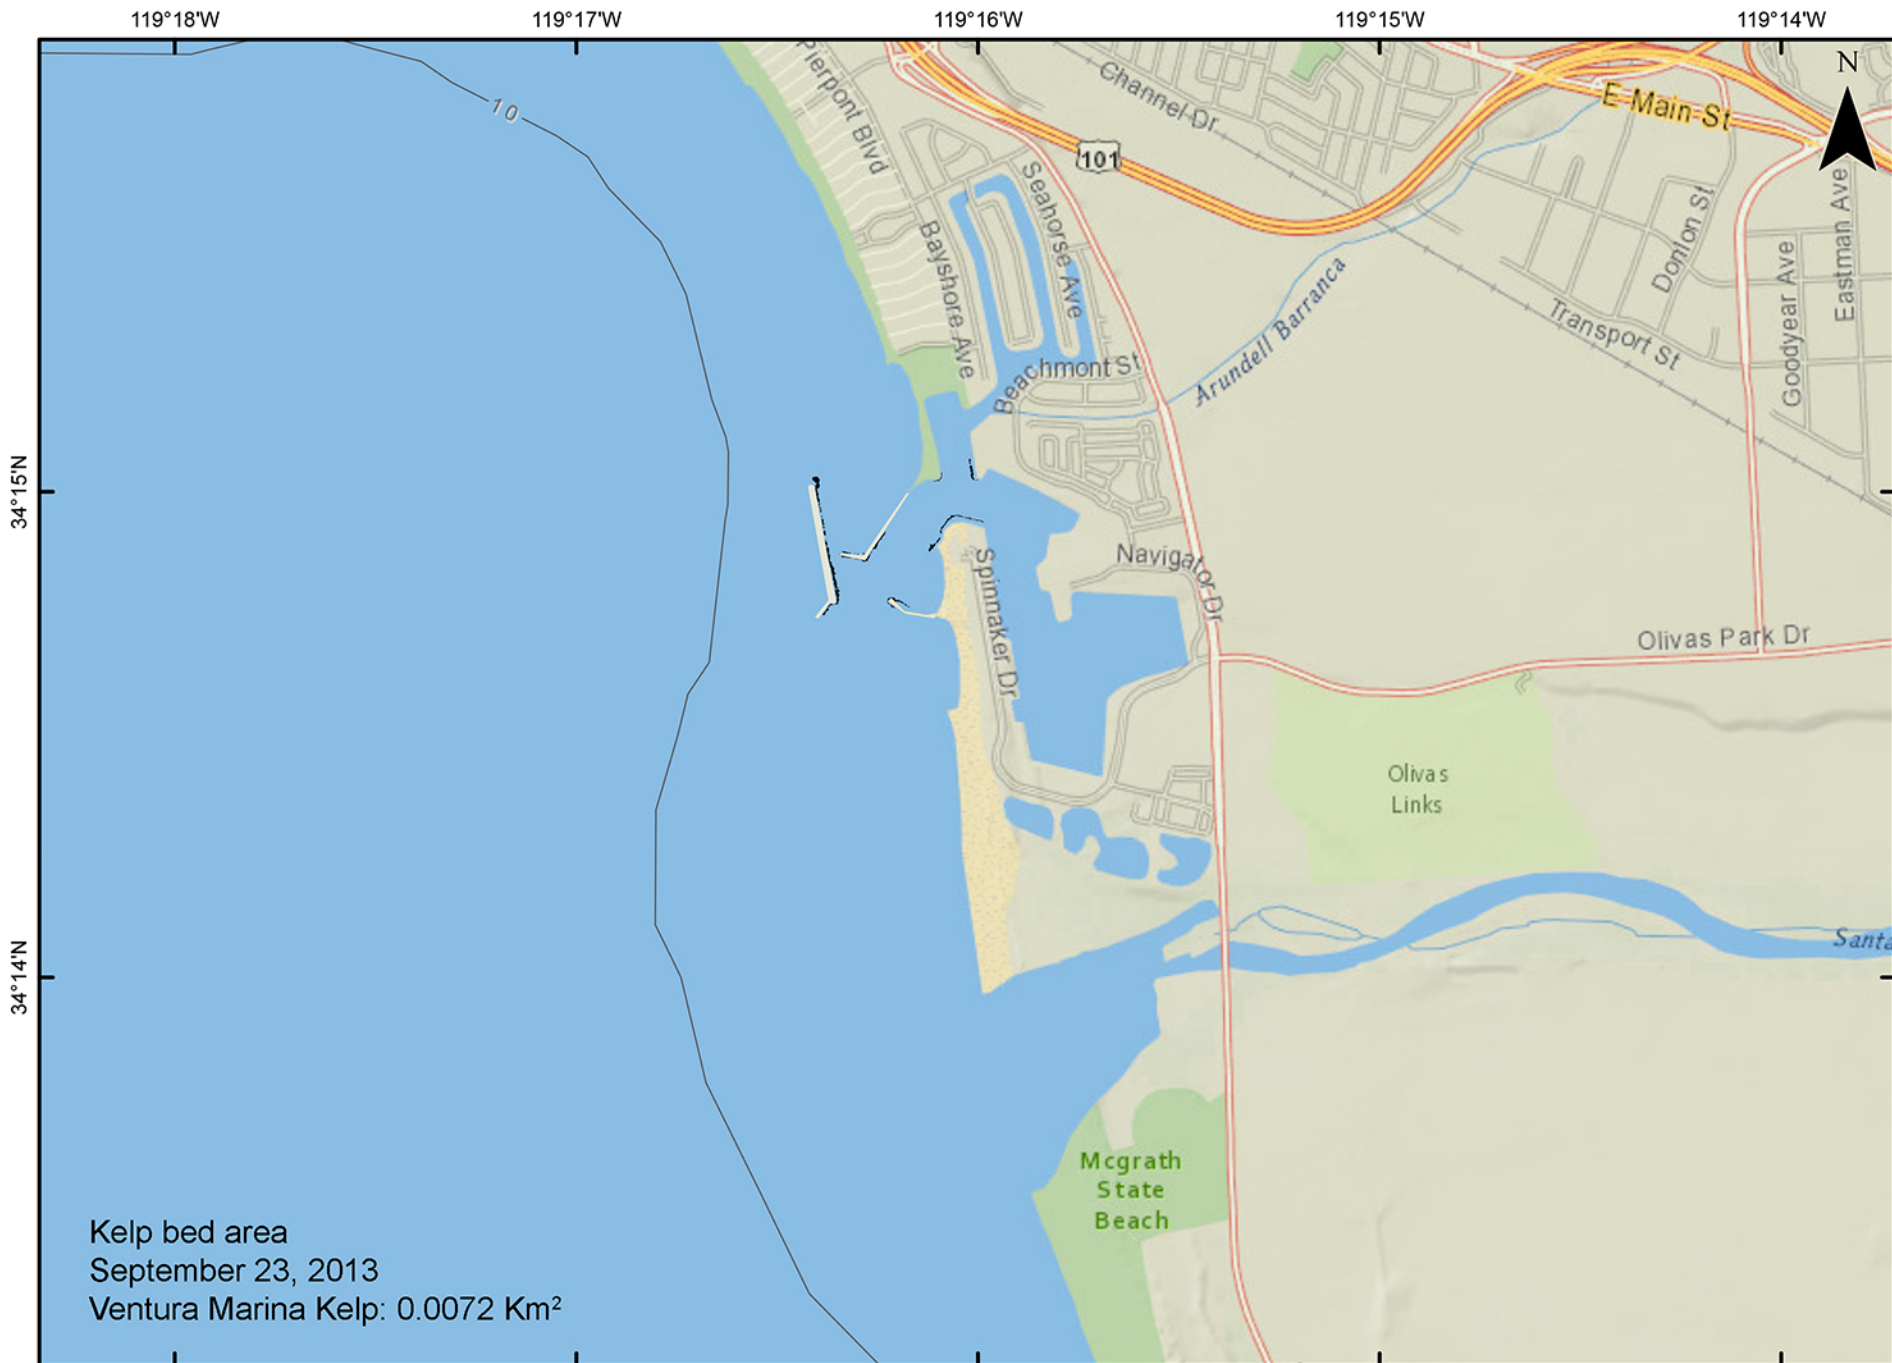 119°18'W
119°17'W
119°16'W
119°15'W
119°14'W
N
10
Pierpont Blvd
Channel Dr
E Main St
101
Seahorse Ave
Bayshore Ave
Donlon St
Goodyear Ave
Eastman Ave
Transport St
Arundell Barranca
Beachmont St
34°15'N
Navigator Dr
Spinnaker Dr
Olivas Park Dr
Olivas
Links
34°14'N
Santa
Mcgrath
State
Beach
Kelp bed area
September 23, 2013
Ventura Marina Kelp: 0.0072 Km²